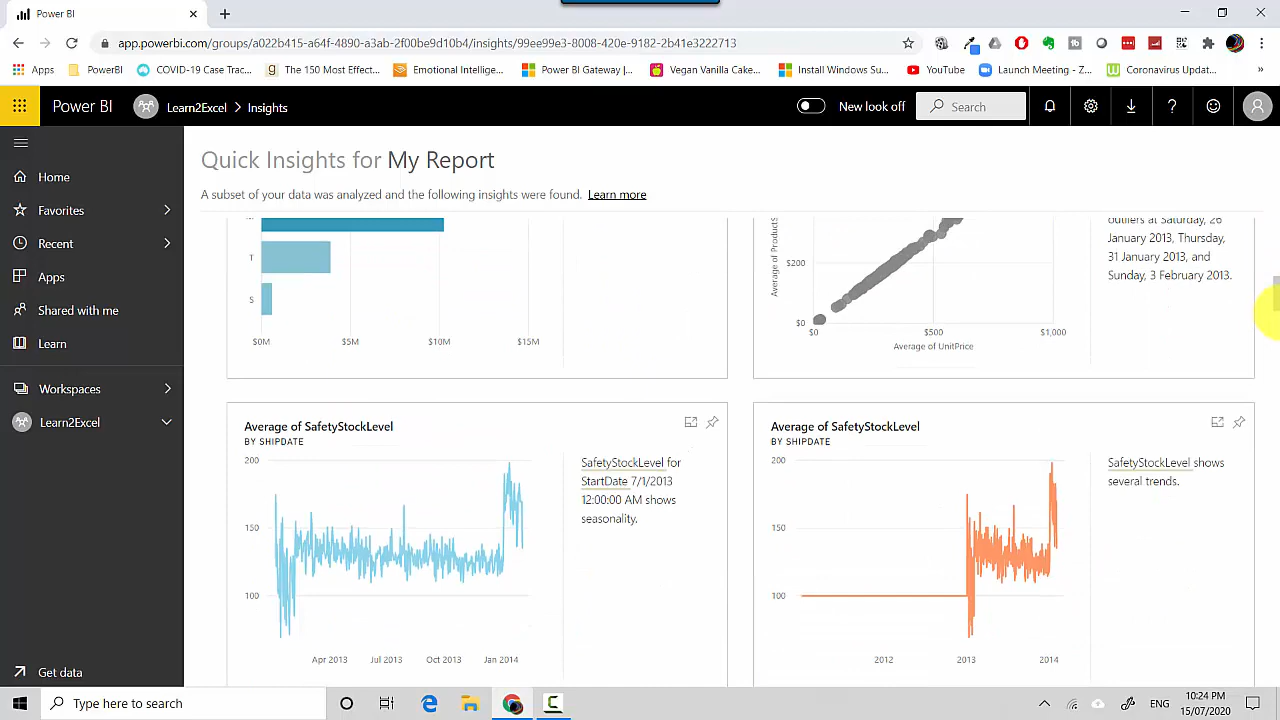 Power BI
app.powerbi.com/groups/a022b415-a64f-4890-a3ab-2f00be9d10b4/insights/99ee99e3-8008-420e-9182-2b41e3222713
Apps
PowerBI
COVID-19 Case Trac...
The 150 Most Effect...
Emotional Intellige...
Power BI Gateway |...
Vegan Vanilla Cake...
Install Windows Su...
YouTube
Launch Meeting - Z...
Coronavirus Updat...
Power BI
Learn2Excel > Insights
New look off
Search
Home
Favorites
Recent
Apps
Shared with me
Learn
Workspaces
Learn2Excel
Get data
Quick Insights for My Report
A subset of your data was analyzed and the following insights were found. Learn more
T
S
$0M
$5M
$10M
$15M
Average of Products
$200
$0
$0
$500
$1,000
Average of UnitPrice
outliers at Saturday, 26
January 2013, Thursday,
31 January 2013, and
Sunday, 3 February 2013.
Average of SafetyStockLevel
BY SHIPDATE
200
150
100
Apr 2013
Jul 2013
Oct 2013
Jan 2014
SafetyStockLevel for
StartDate 7/1/2013
12:00:00 AM shows
seasonality.
Average of SafetyStockLevel
BY SHIPDATE
200
150
100
2012
2013
2014
SafetyStockLevel shows
several trends.
Type here to search
ENG
10:24 PM
15/07/2020